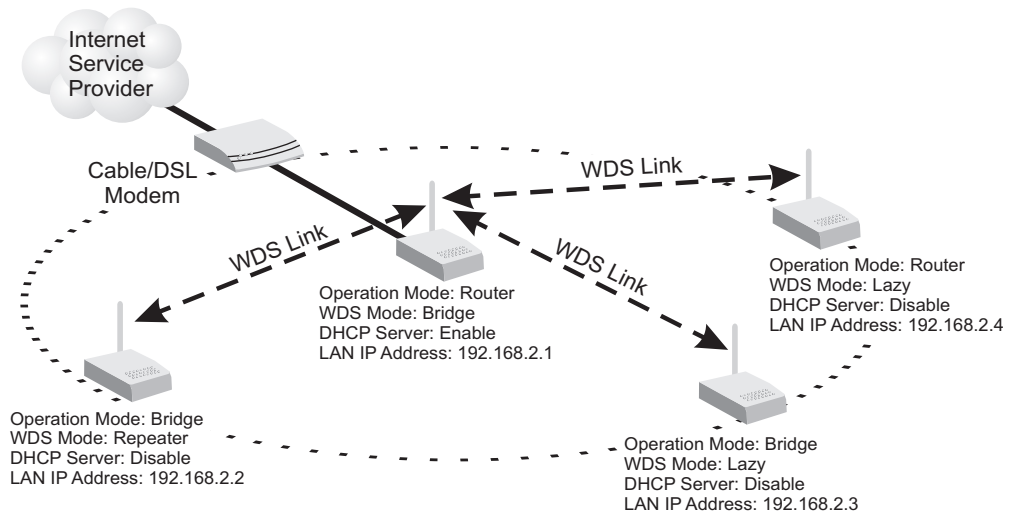 Internet
Service
Provider
Cable/DSL
Modem
WDS Link
WDS Link
WDS Link
Operation Mode: Router
WDS Mode: Bridge
DHCP Server: Enable
LAN IP Address: 192.168.2.1
Operation Mode: Router
WDS Mode: Lazy
DHCP Server: Disable
LAN IP Address: 192.168.2.4
Operation Mode: Bridge
WDS Mode: Repeater
DHCP Server: Disable
LAN IP Address: 192.168.2.2
Operation Mode: Bridge
WDS Mode: Lazy
DHCP Server: Disable
LAN IP Address: 192.168.2.3